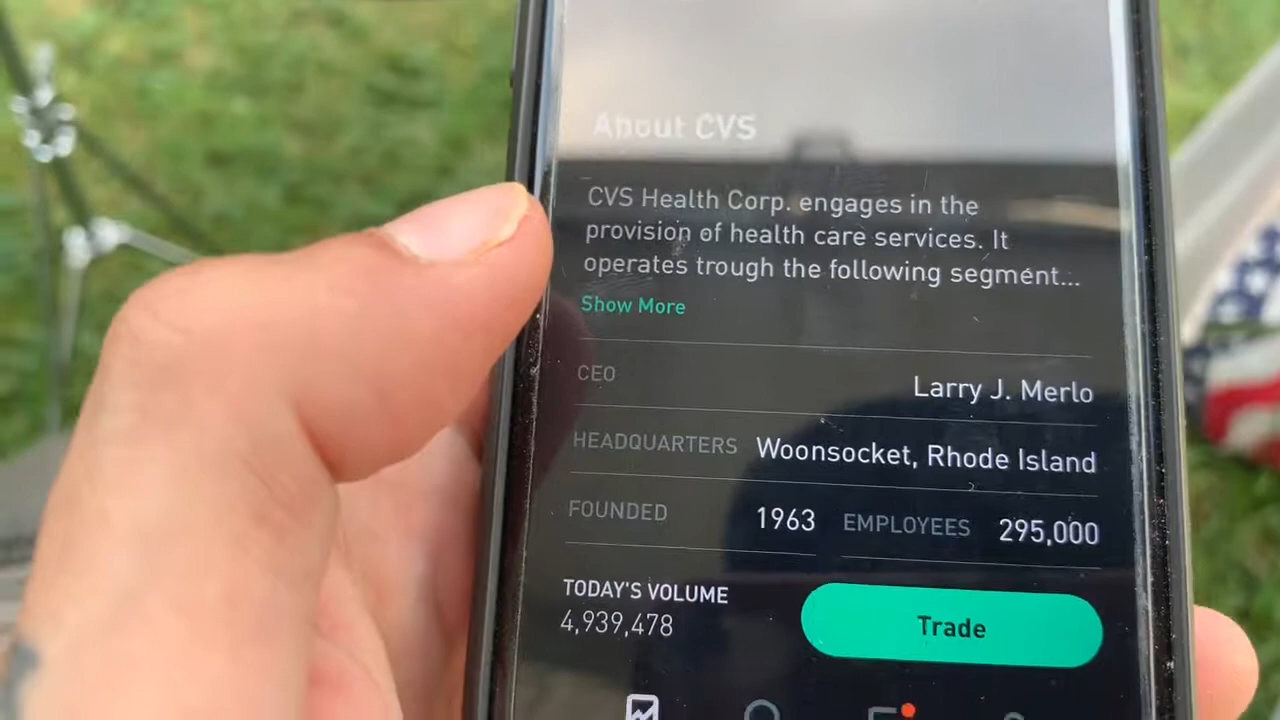 About CVS
CVS Health Corp. engages in the
provision of health care services. It
operates trough the following segment...
Show More
CEO Larry J. Merlo
HEADQUARTERS Woonsocket, Rhode Island
FOUNDED 1963 EMPLOYEES 295,000
TODAY'S VOLUME
4,939,478
Trade